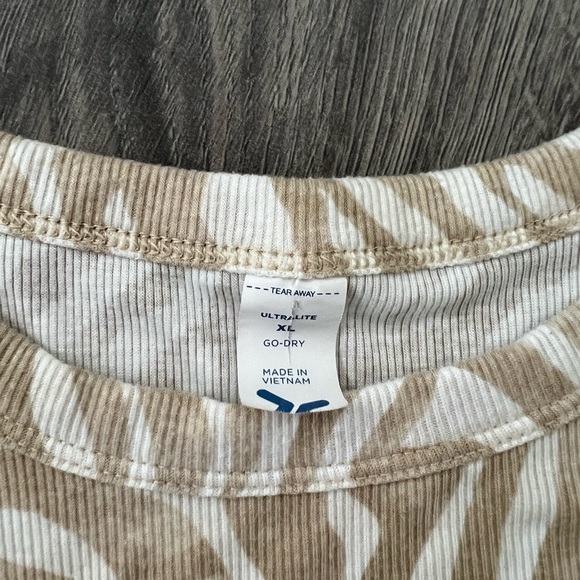 --- TEAR AWAY ---
ULTRALITE
XL
GO-DRY
MADE IN
VIETNAM